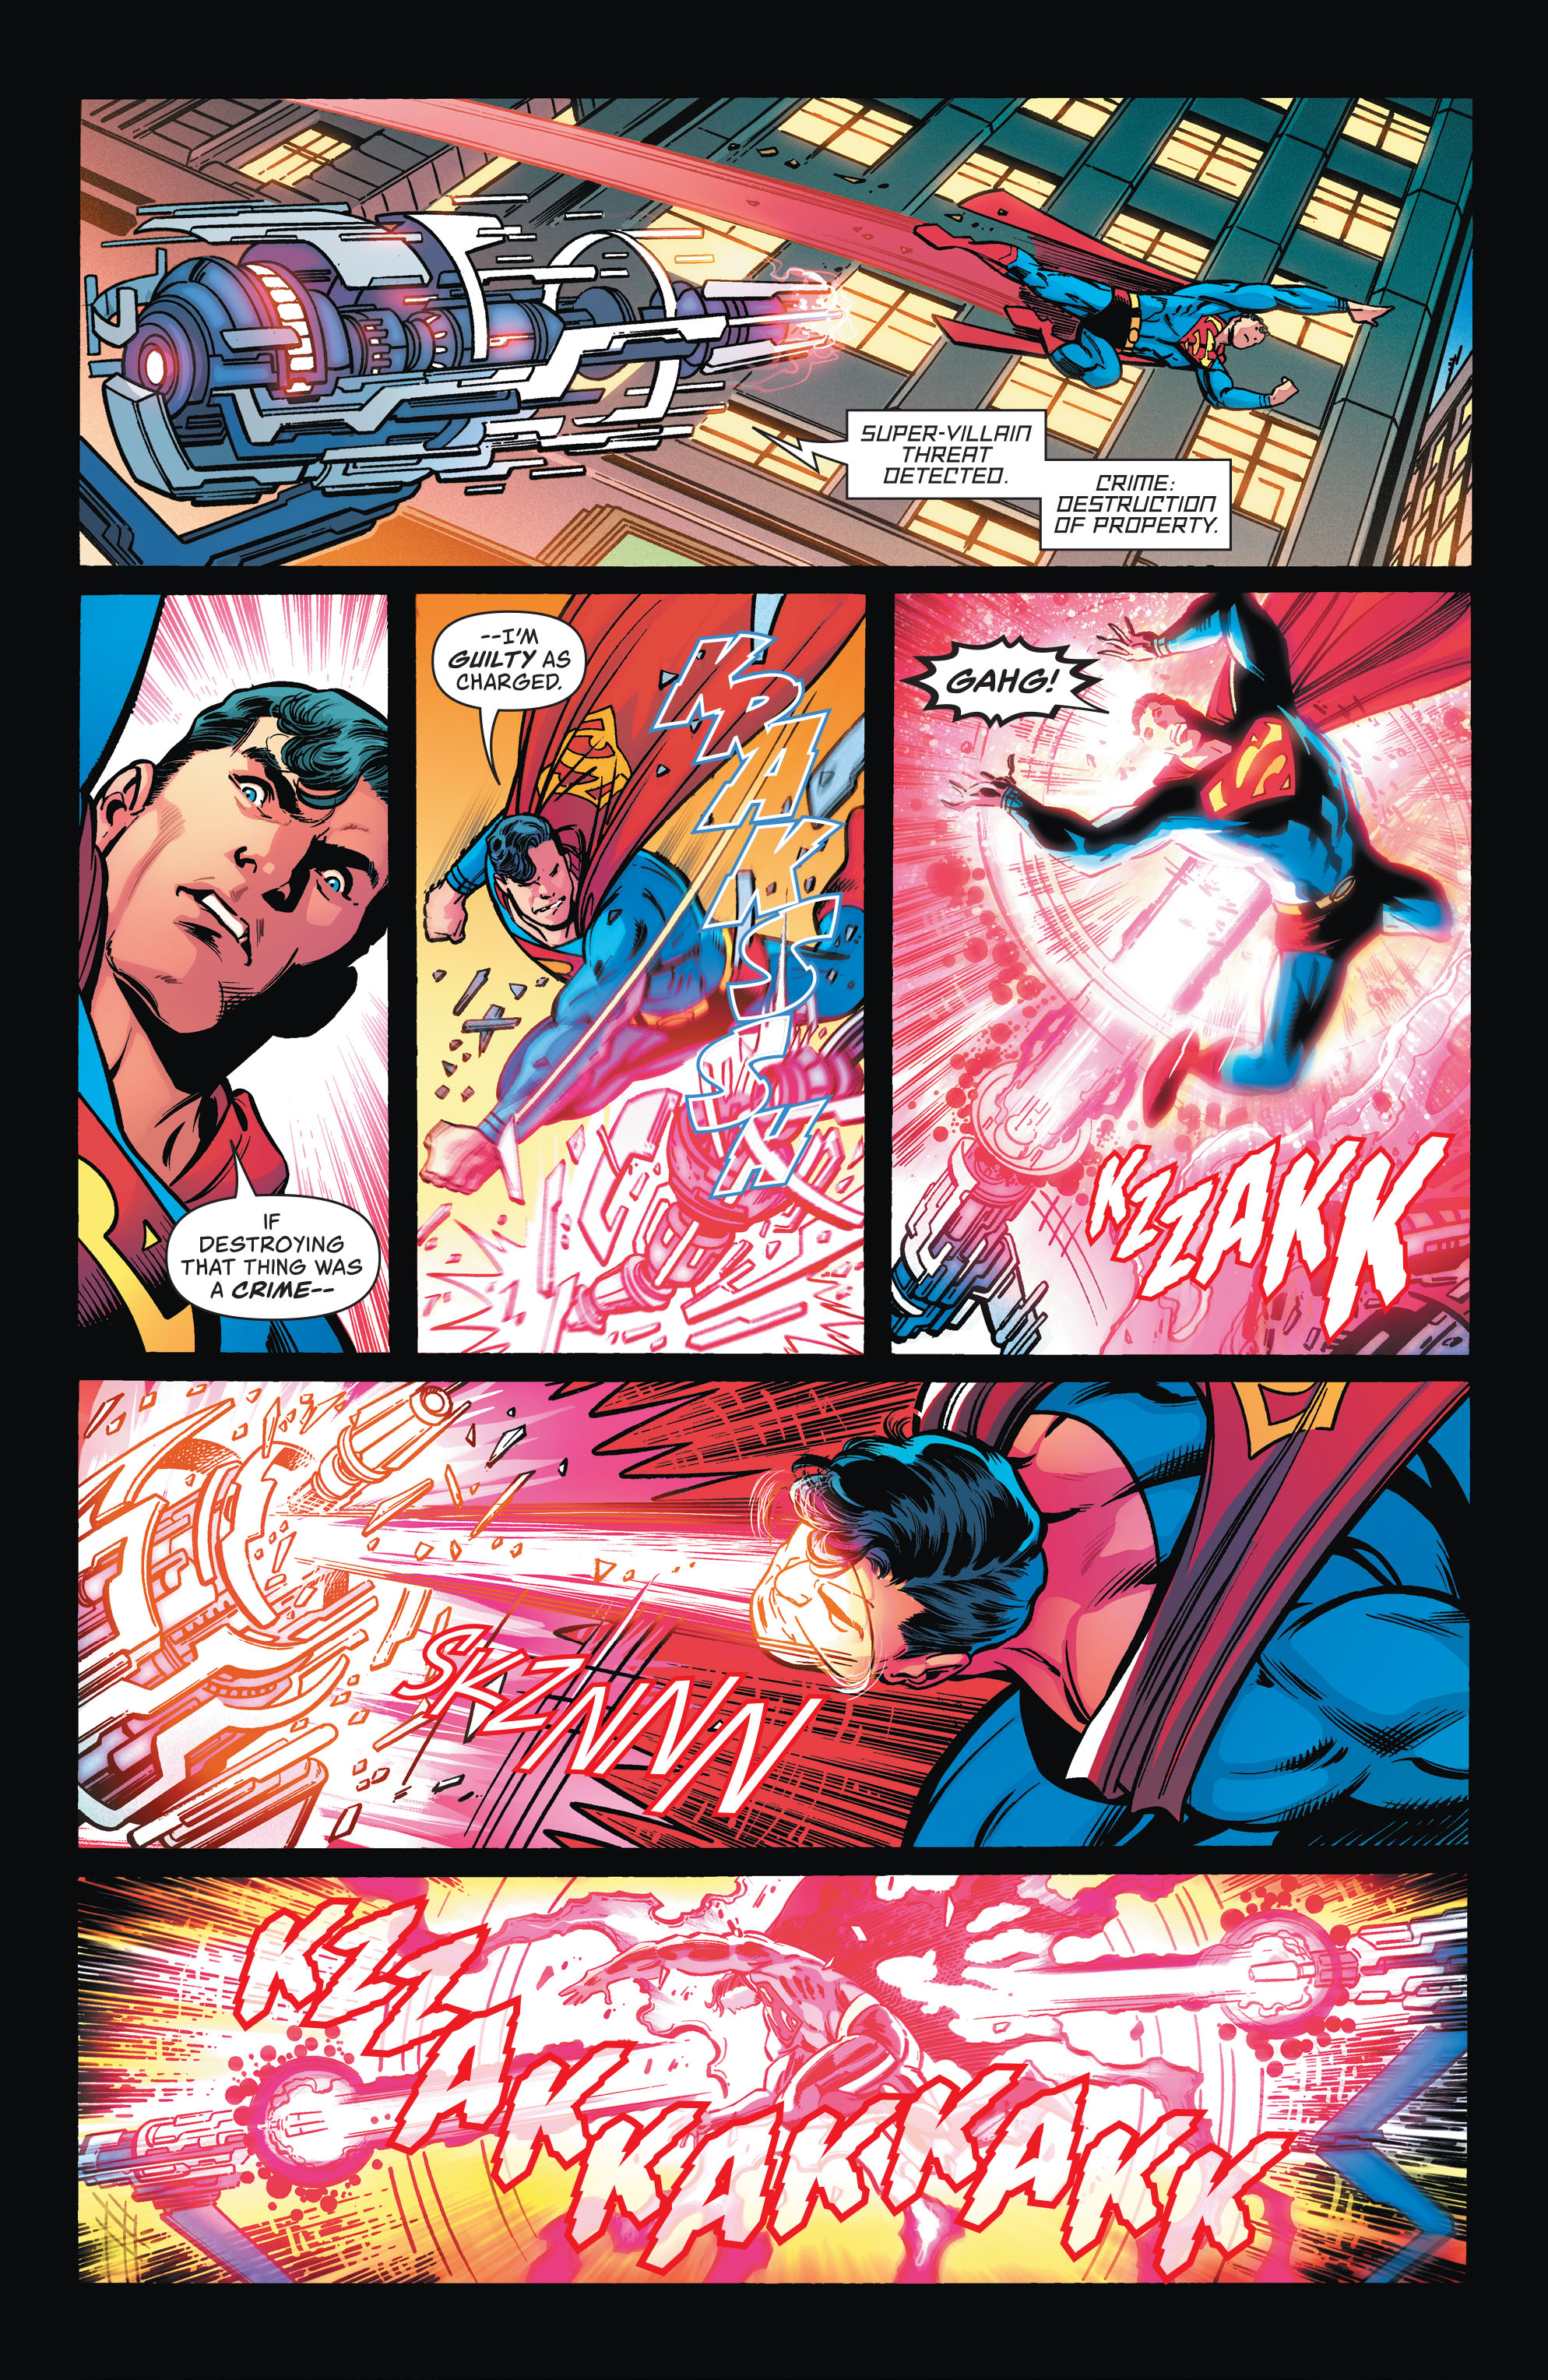 SUPER-VILLAIN
THREAT
DETECTED.
CRIME:
DESTRUCTION
OF PROPERTY.
IF
DESTROYING
THAT THING WAS
A CRIME--
--I'M
GUILTY AS
CHARGED.
KRAKSSSH
GAHG!
KZZAKK
SKZNNN
KZZAKKAKKAKK